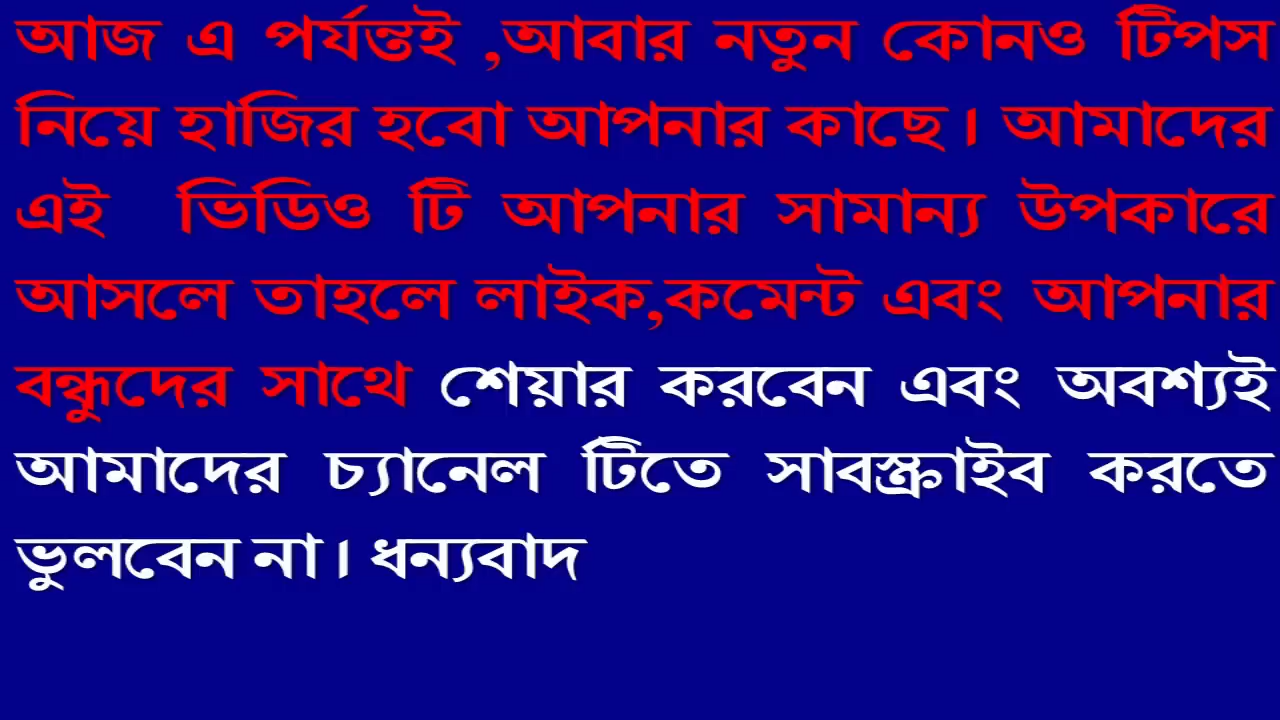 আজ এ পর্যন্তই ,আবার নতুন কোনও টিপস
নিয়ে হাজির হবো আপনার কাছে। আমাদের
এই ভিডিও টি আপনার সামান্য উপকারে
আসলে তাহলে লাইক,কমেন্ট এবং আপনার
বন্ধুদের সাথে শেয়ার করবেন এবং অবশ্যই
আমাদের চ্যানেল টিতে সাবস্ক্রাইব করতে
ভুলবেন না। ধন্যবাদ